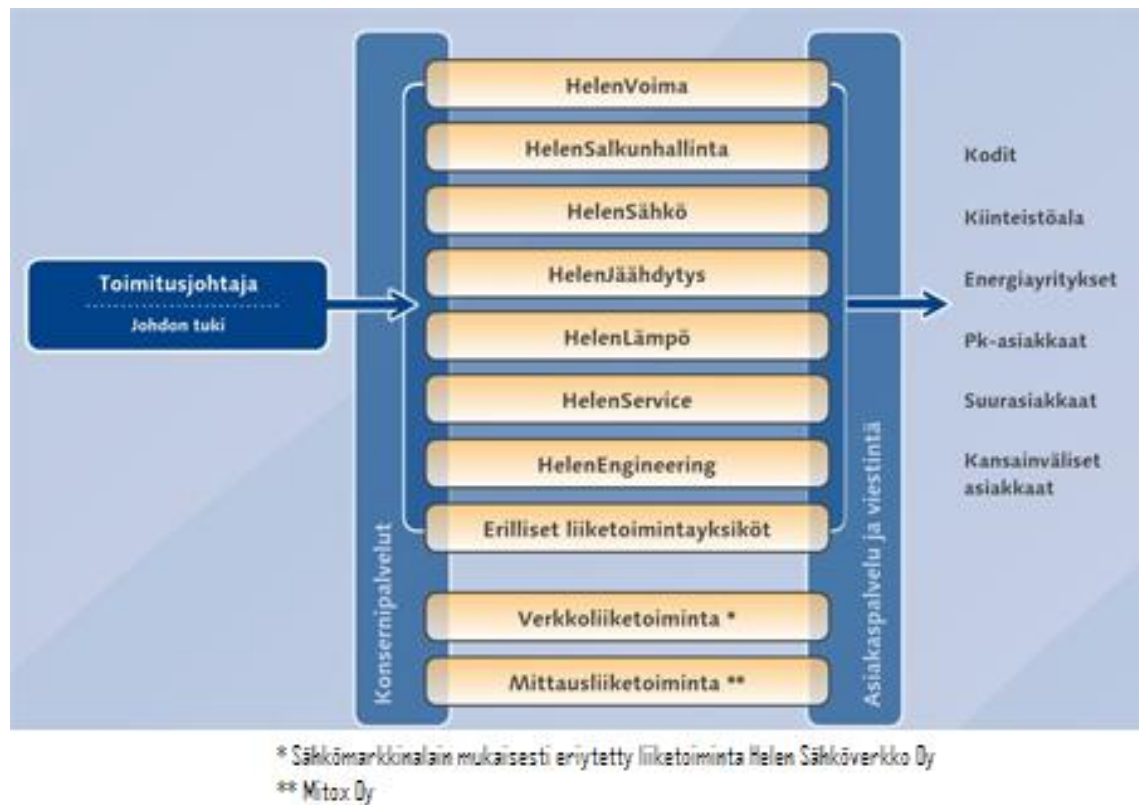 Toimitusjohtaja
Johdon tuki
Konsernipalvelut
HelenVoima
HelenSalkunhallinta
HelenSähkö
HelenJäähdytys
HelenLämpö
HelenService
HelenEngineering
Erilliset liiketoimintayksiköt
Verkkoliiketoiminta *
Mittausliiketoiminta **
Asiakaspalvelu ja viestintä
Kodit
Kiinteistöala
Energiayritykset
Pk-asiakkaat
Suurasiakkaat
Kansainväliset
asiakkaat
* Sähkömarkkinalain mukaisesti eriytetty liiketoiminta Helen Sähköverkko Oy
** Mitox Oy